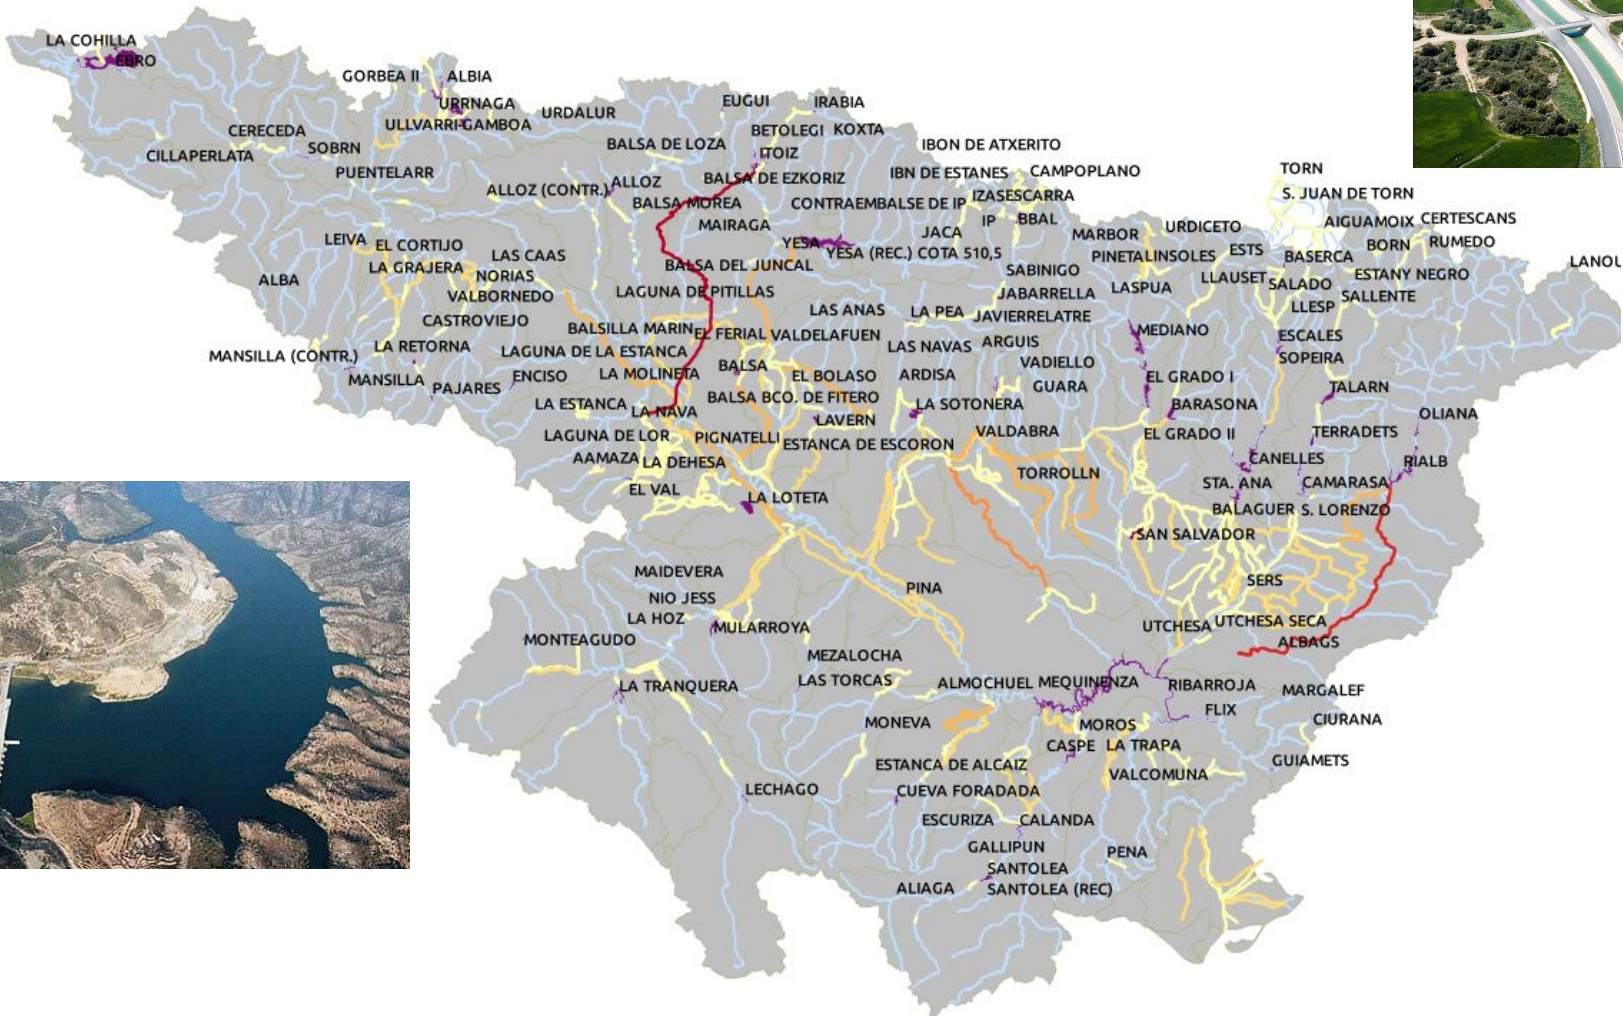 LA COHILLA
EBRO
GORBEA II
ALBIA
URRNAGA
ULLVARRI-GAMBOA
URDALUR
EUGUI
IRABIA
CERECEDA
SOBRN
CILLAPERLATA
PUENTELARR
BALSA DE LOZA
BETOLEGI
KOXTA
ITOIZ
IBON DE ATXERITO
ALLOZ (CONTR.)
ALLOZ
BALSA DE EZKORIZ
IBN DE ESTANES
CAMPOPLANO
BALSA MOREA
CONTRAEMBALSE DE IP
IZASESCARRA
TORN
S. JUAN DE TORN
MAIRAGA
JACA
IP
BBAL
MARBOR
URDICETO
AIGUAMOIX
CERTESCANS
LEIVA
EL CORTIJO
YESA
YESA (REC.) COTA 510,5
PINETALINSOLES
ESTS
BASERCA
BORN
RUMEDO
LAS CAAS
LA GRAJERA
NORIAS
ALBA
BALSA DEL JUNCAL
SABINIGO
LLAUSET
SALADO
ESTANY NEGRO
LANOU
VALBORNEDO
LAGUNA DE PITILLAS
JABARRELLA
LASPUA
LLESP
SALLENTE
CASTROVIEJO
BALSILLA MARIN
EL FERIAL
VALDELAFUEN
LAS ANAS
LA PEA
JAVIERRELATRE
MEDIANO
ESCALES
LA RETORNA
LAGUNA DE LA ESTANCA
LAS NAVAS
ARGUIS
SOPEIRA
MANSILLA (CONTR.)
MANSILLA
PAJARES
ENCISO
LA MOLINETA
BALSA
EL BOLASO
ARDISA
VADIELLO
GUARA
EL GRADO I
TALARN
LA ESTANCA
LA NAVA
BALSA BCO. DE FITERO
LAVERN
LA SOTONERA
BARASONA
OLIANA
LAGUNA DE LOR
PIGNATELLI
ESTANCA DE ESCORON
VALDABRA
EL GRADO II
TERRADETS
AAMAZA
LA DEHESA
TORROLLN
CANELLES
RIALB
EL VAL
LA LOTETA
STA. ANA
CAMARASA
BALAGUER
S. LORENZO
SAN SALVADOR
MAIDEVERA
NIO JESS
PINA
SERS
LA HOZ
MULARROYA
UTCHESA
UTCHESA SECA
MONTEAGUDO
ALBAGS
MEZALOCHA
LA TRANQUERA
LAS TORCAS
ALMOCHUEL
MEQUINENZA
RIBARROJA
MARGALEF
MONEVA
MOROS
FLIX
CIURANA
CASPE
LA TRAPA
ESTANCA DE ALCAIZ
VALCOMUNA
GUIAMETS
LECHAGO
CUEVA FORADADA
ESCURIZA
CALANDA
GALLIPUN
PENA
SANTOLEA
ALIAGA
SANTOLEA (REC)